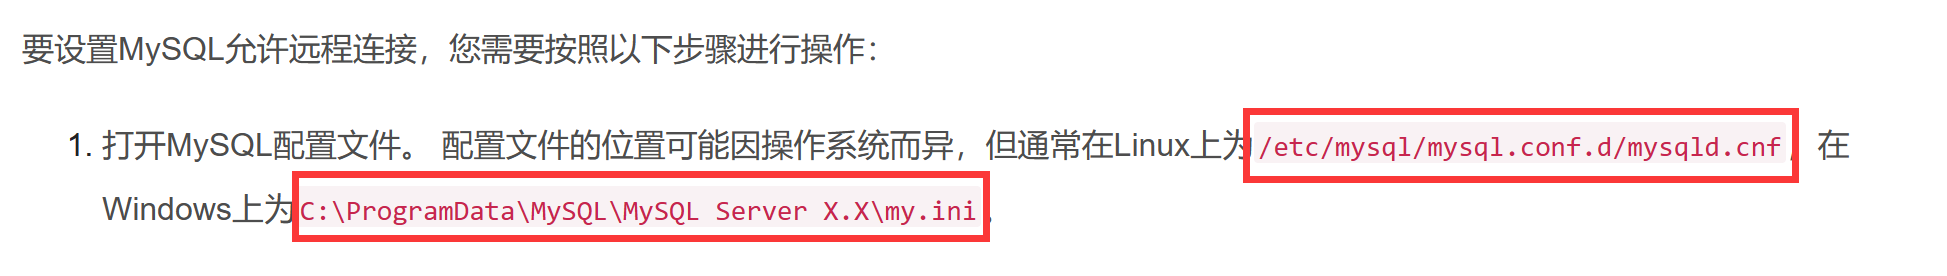 要设置MySQL允许远程连接，您需要按照以下步骤进行操作：
1. 打开MySQL配置文件。 配置文件的位置可能因操作系统而异，但通常在Linux上为/etc/mysql/mysql.conf.d/mysqld.cnf，在
Windows上为C:\ProgramData\MySQL\MySQL Server X.X\my.ini。